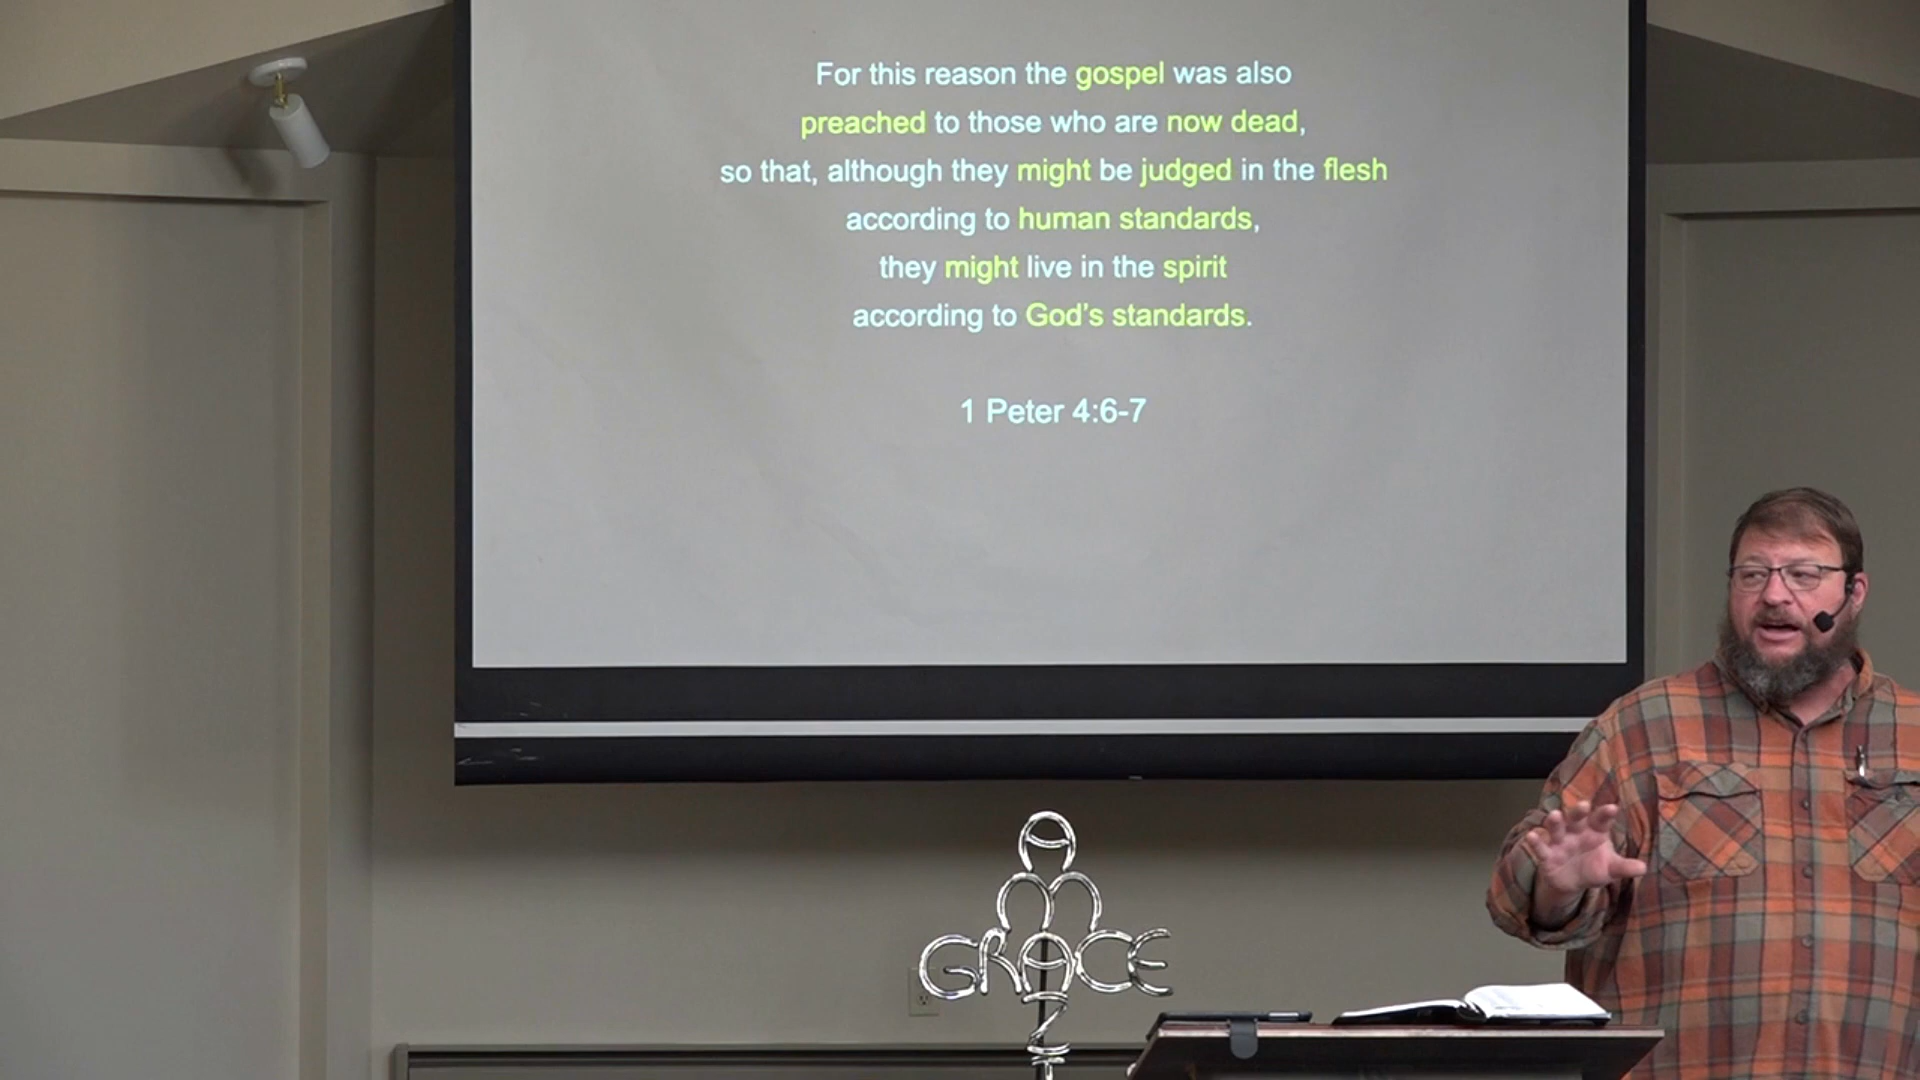 For this reason the gospel was also
preached to those who are now dead,
so that, although they might be judged in the flesh
according to human standards,
they might live in the spirit
according to God's standards.
1 Peter 4:6-7
GRACE